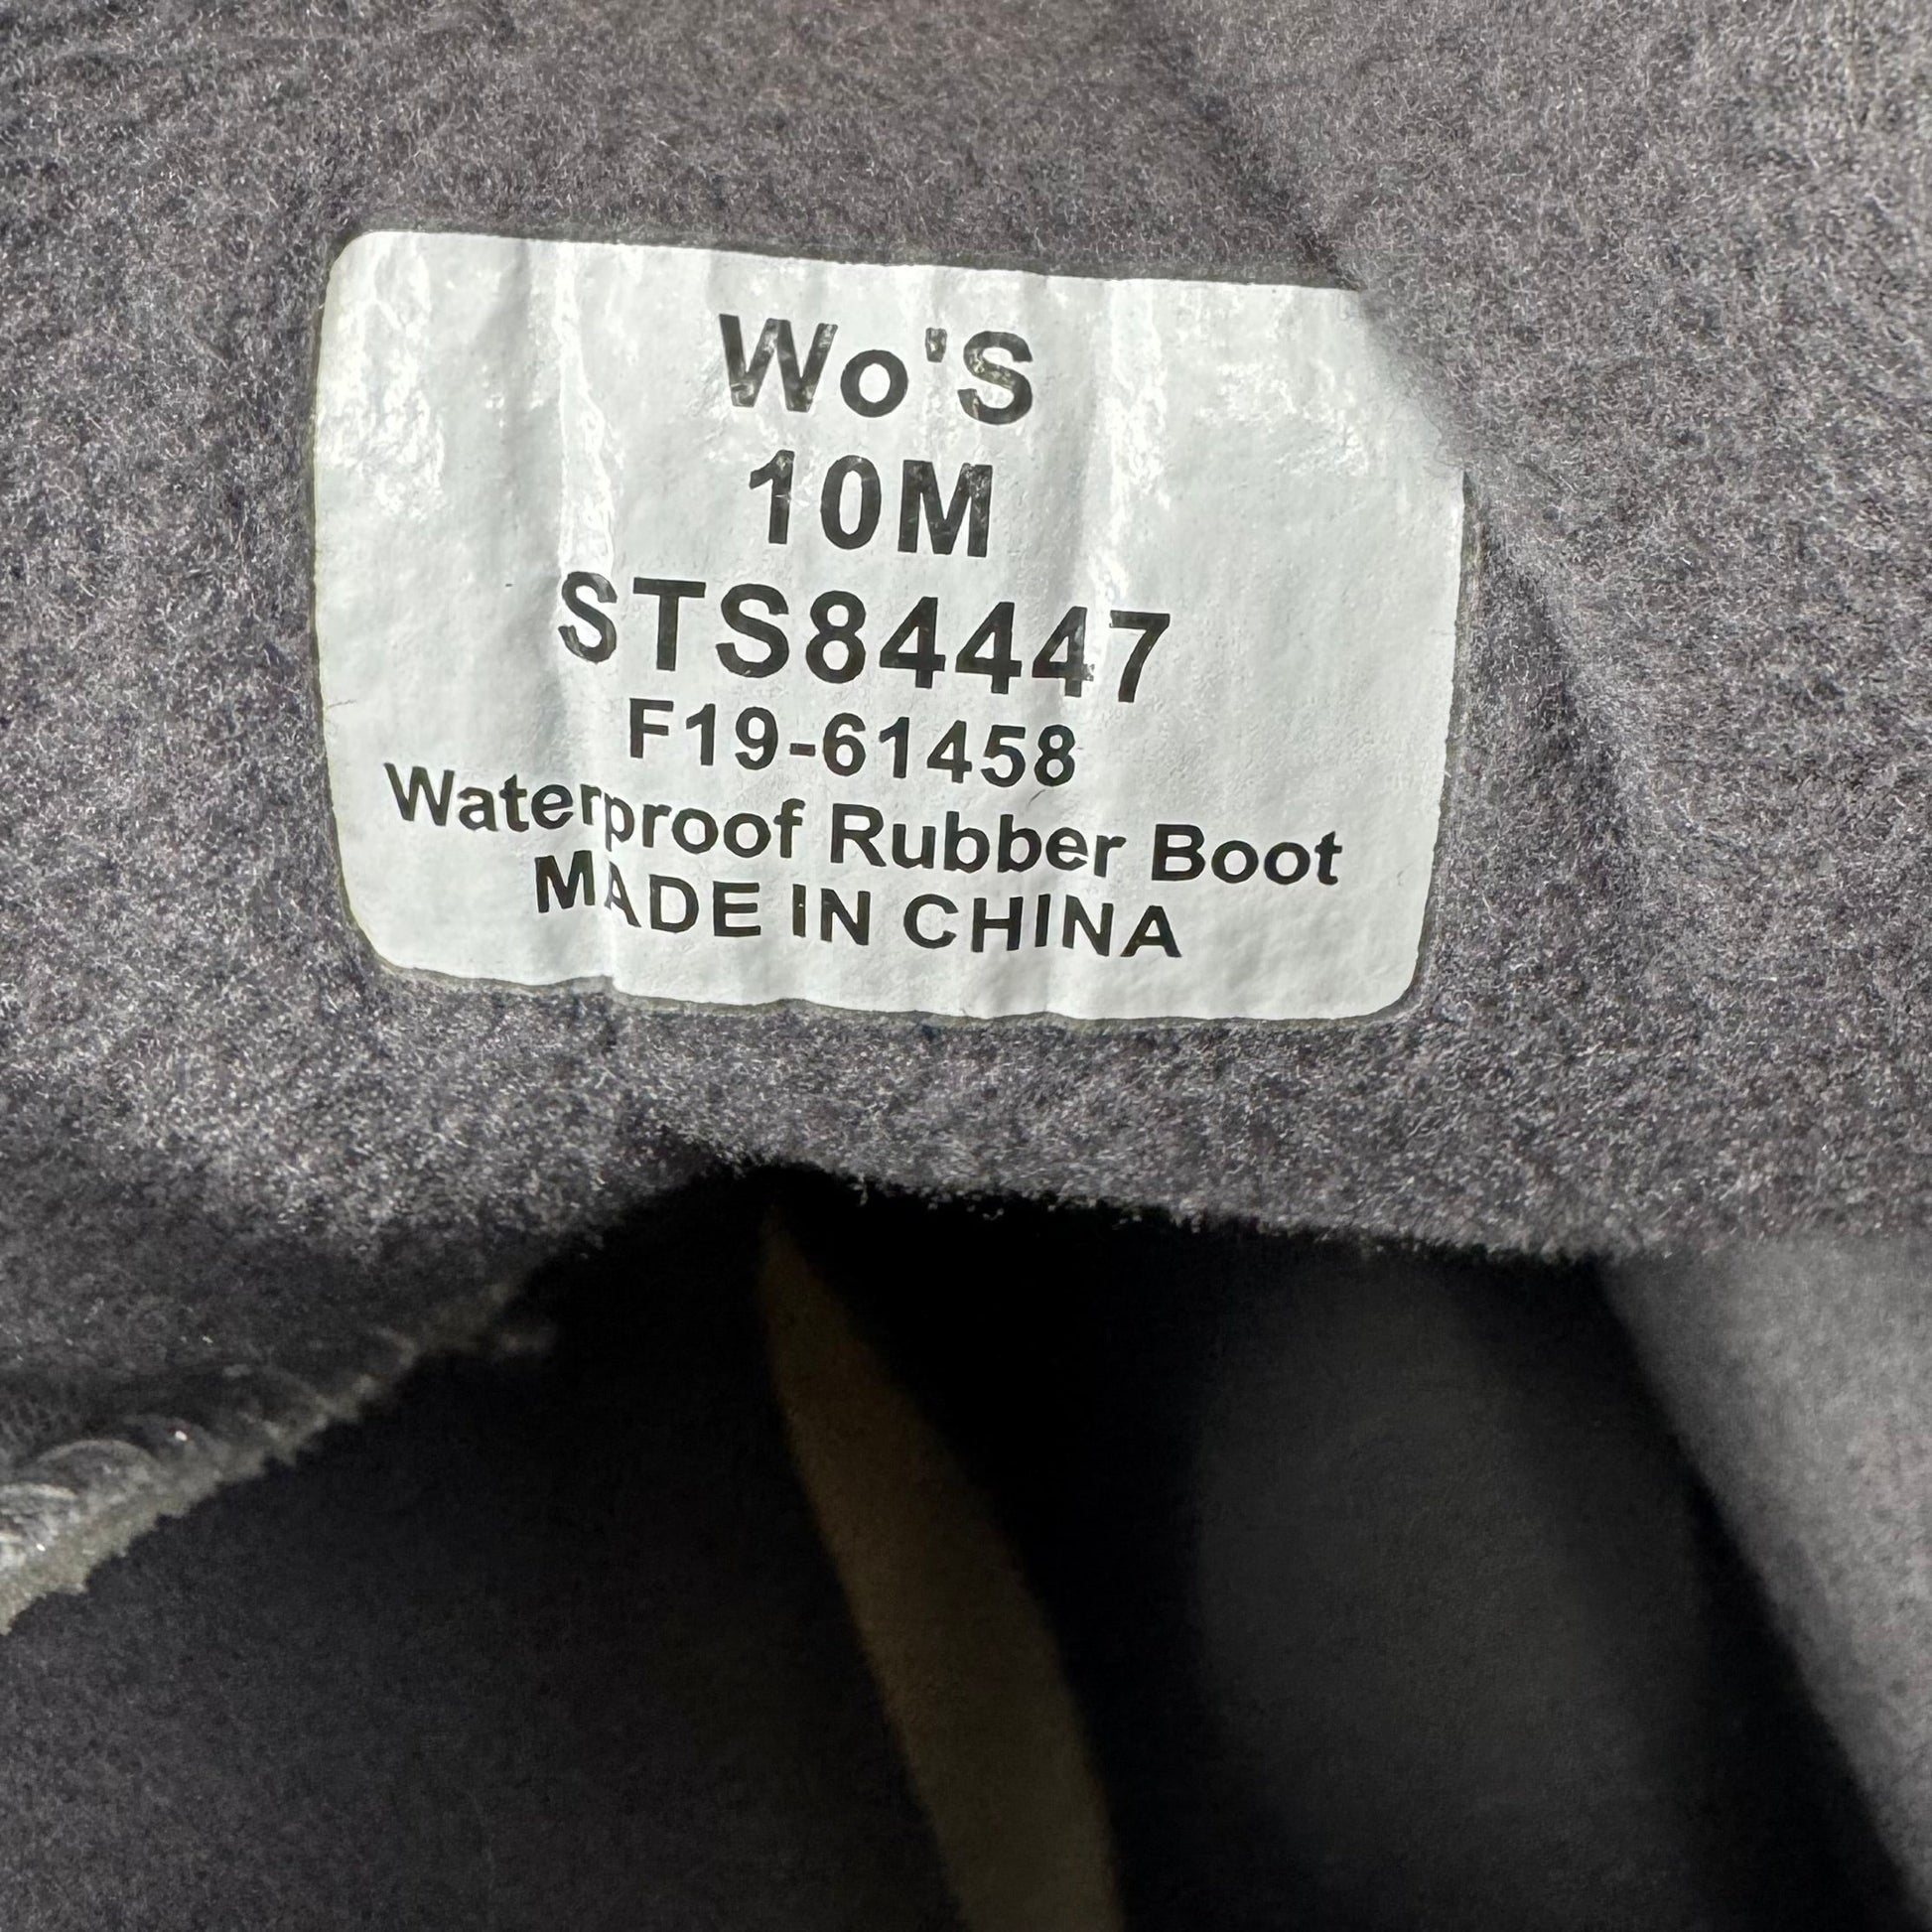 Wo'S
10M
STS84447
F19-61458
Waterproof Rubber Boot
MADE IN CHINA